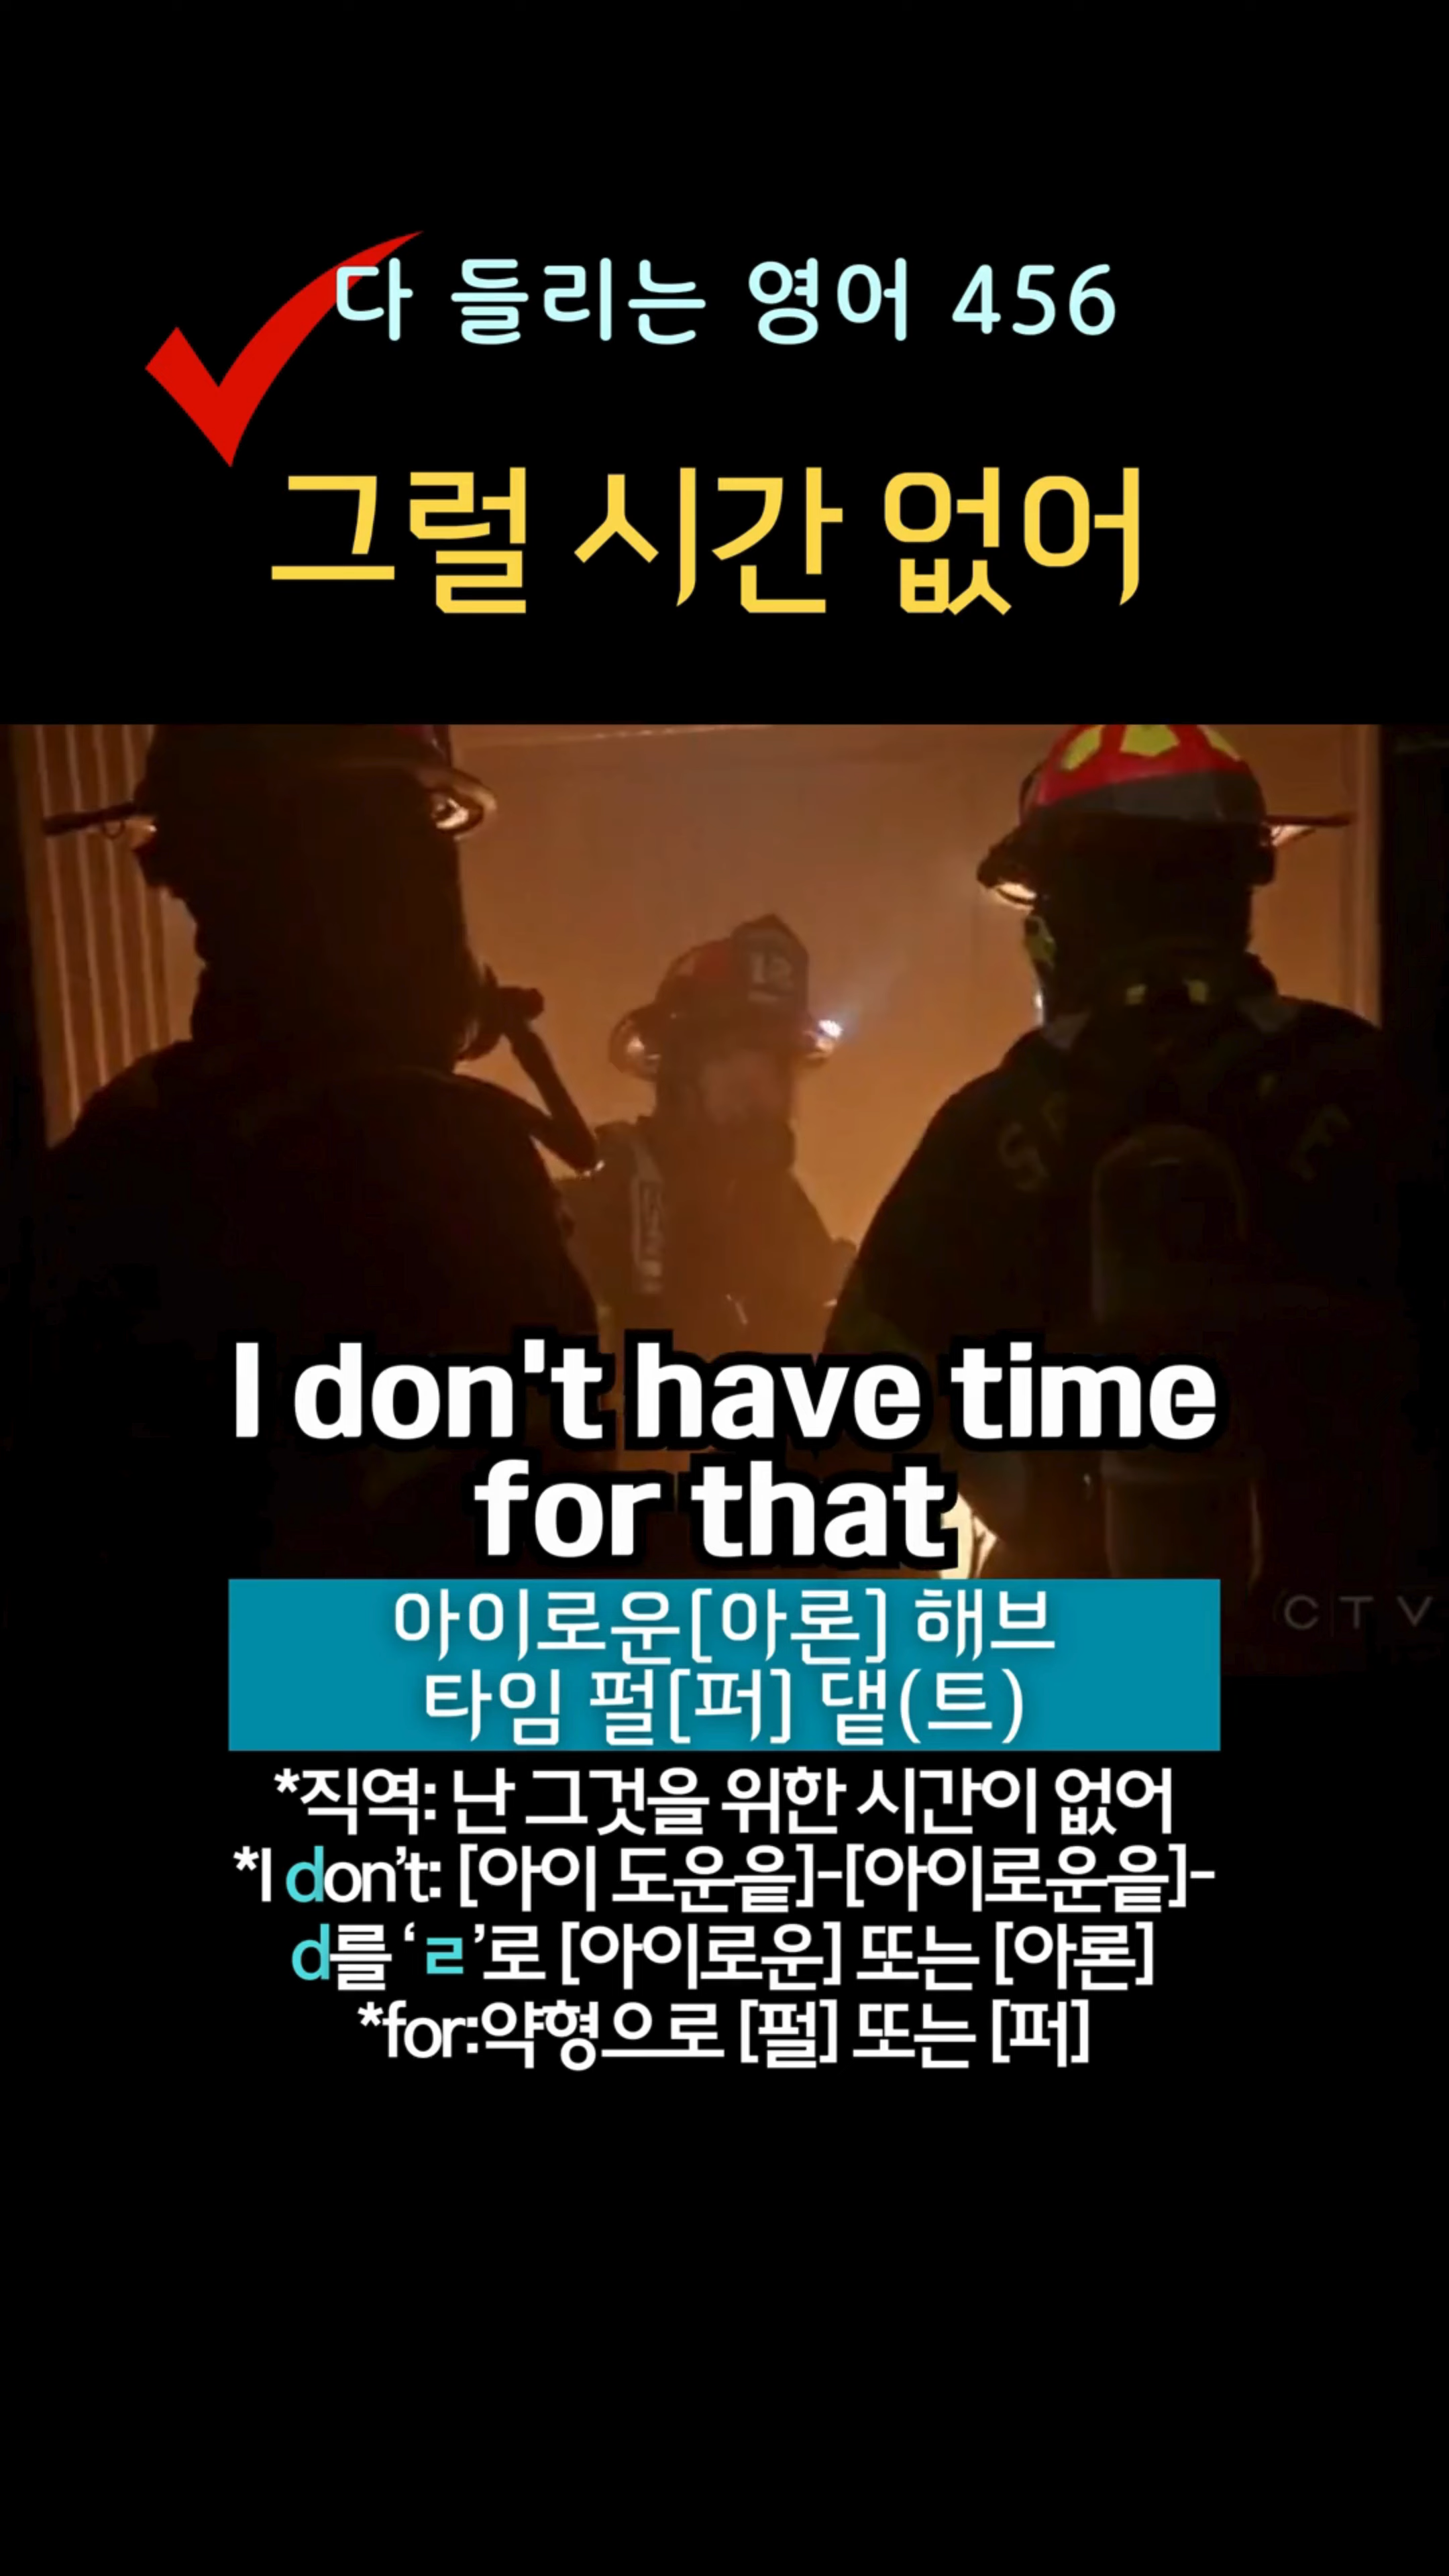 다 들리는 영어 456
그럴 시간 없어
12
I don't have time
for that
아이로운[아론] 해브
타임 펄[퍼] 댙(트)
CTV
*직역: 난 그것을 위한 시간이 없어
*I don’t: [아이 도운읕]-[아이로운읕]-
d를 ‘ㄹ’로 [아이로운] 또는 [아론]
*for:약형으로 [펄] 또는 [퍼]